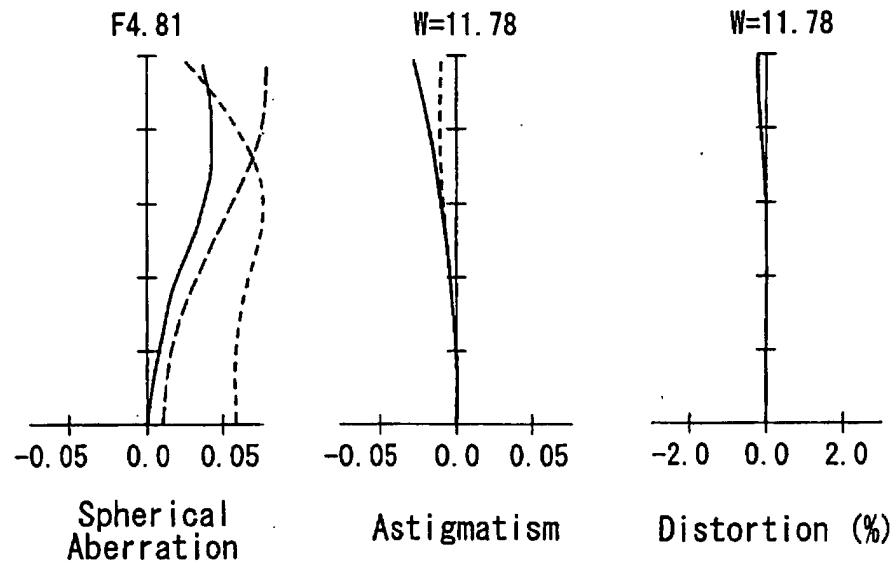 F4.81
W=11.78
W=11.78
-0.05 0.0 0.05
-0.05 0.0 0.05
-2.0 0.0 2.0
Spherical
Aberration
Astigmatism
Distortion (%)